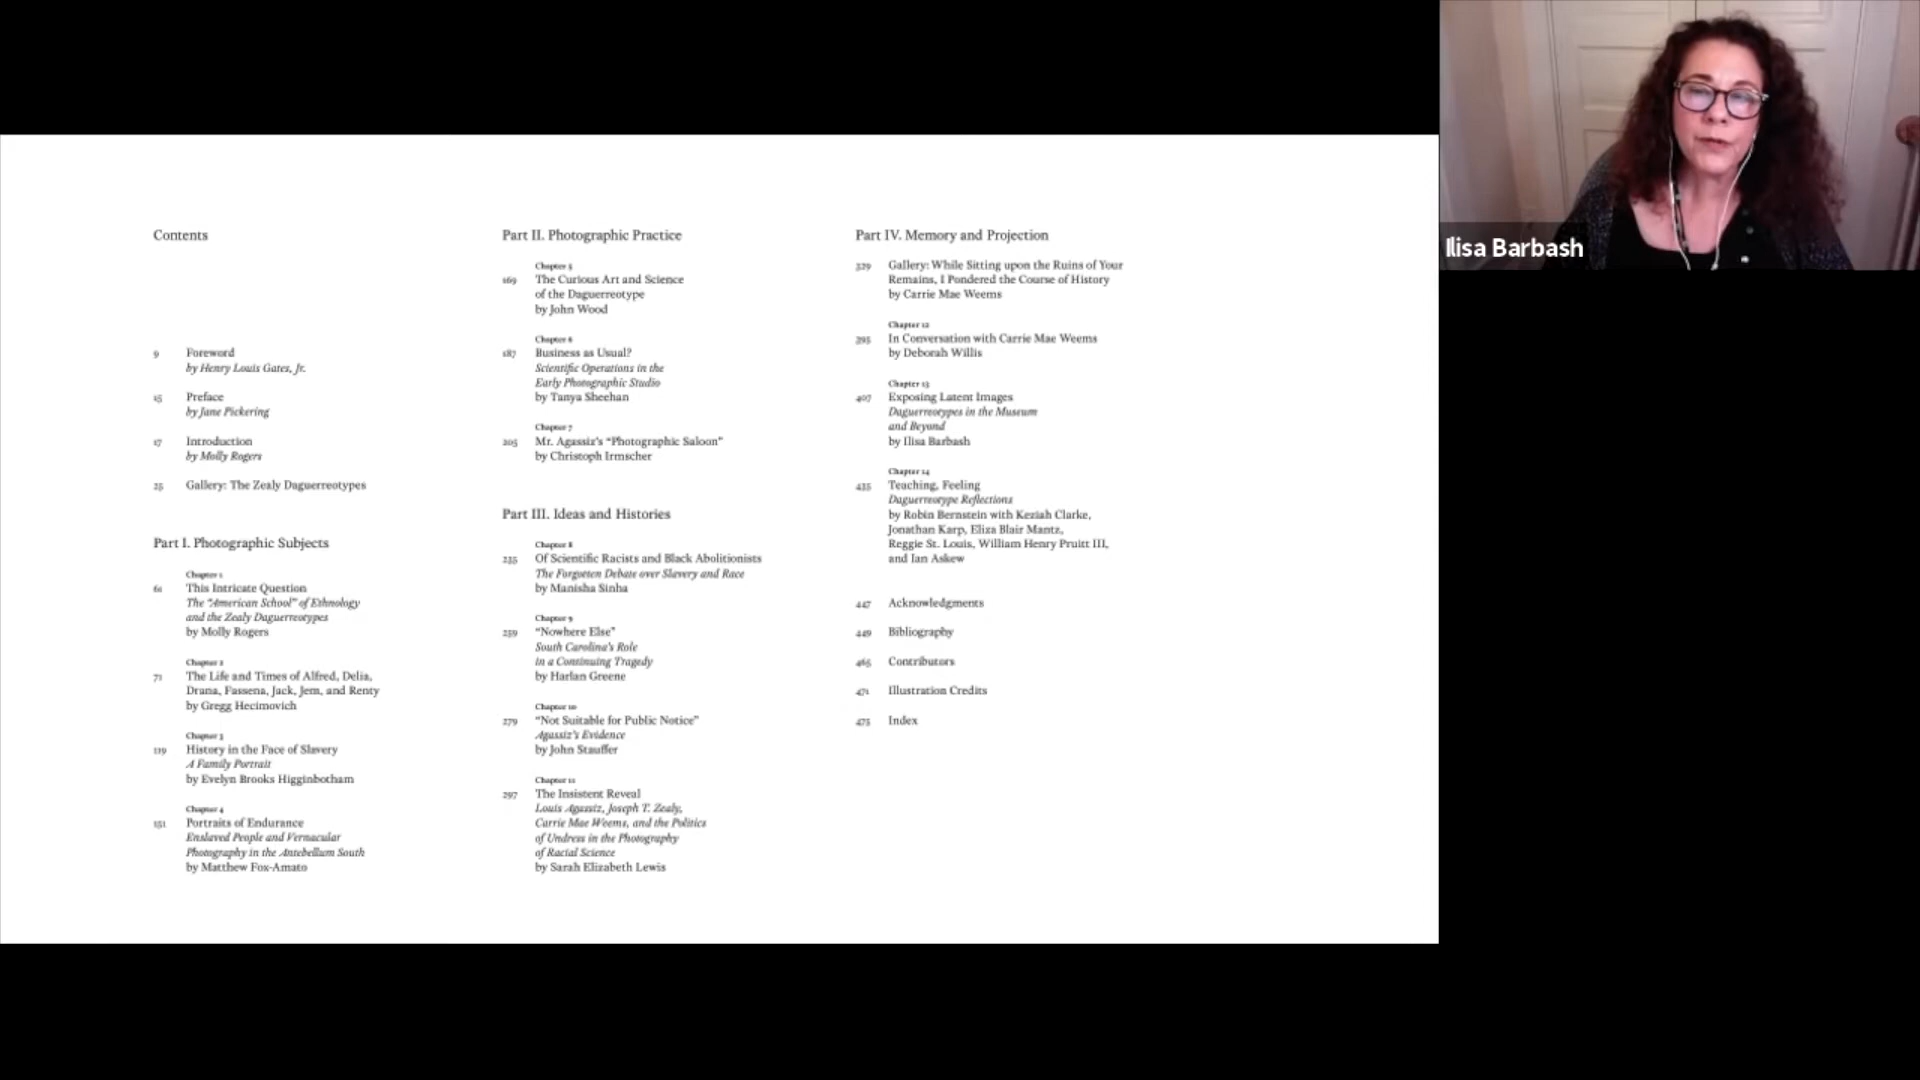 Contents
9 Foreword
by Henry Louis Gates, Jr.
15 Preface
by Jane Pickering
17 Introduction
by Molly Rogers
25 Gallery: The Zealy Daguerreotypes
Part I. Photographic Subjects
Chapter 1
61 This Intricate Question
The “American School” of Ethnology
and the Zealy Daguerreotypes
by Molly Rogers
Chapter 2
71 The Life and Times of Alfred, Delia,
Drana, Fassena, Jack, Jem, and Renty
by Gregg Hecimovich
Chapter 3
119 History in the Face of Slavery
A Family Portrait
by Evelyn Brooks Higginbotham
Chapter 4
151 Portraits of Endurance
Enslaved People and Vernacular
Photography in the Antebellum South
by Matthew Fox-Amato
Part II. Photographic Practice
Chapter 5
169 The Curious Art and Science
of the Daguerreotype
by John Wood
Chapter 6
187 Business as Usual?
Scientific Operations in the
Early Photographic Studio
by Tanya Sheehan
Chapter 7
205 Mr. Agassiz’s “Photographic Saloon”
by Christoph Irmscher
Part III. Ideas and Histories
Chapter 8
235 Of Scientific Racists and Black Abolitionists
The Forgotten Debate over Slavery and Race
by Manisha Sinha
Chapter 9
259 “Nowhere Else”
South Carolina’s Role
in a Continuing Tragedy
by Harlan Greene
Chapter 10
279 “Not Suitable for Public Notice”
Agassiz’s Evidence
by John Stauffer
Chapter 11
297 The Insistent Reveal
Louis Agassiz, Joseph T. Zealy,
Carrie Mae Weems, and the Politics
of Undress in the Photography
of Racial Science
by Sarah Elizabeth Lewis
Part IV. Memory and Projection
329 Gallery: While Sitting upon the Ruins of Your
Remains, I Pondered the Course of History
by Carrie Mae Weems
Chapter 12
395 In Conversation with Carrie Mae Weems
by Deborah Willis
Chapter 13
407 Exposing Latent Images
Daguerreotypes in the Museum
and Beyond
by Ilisa Barbash
Chapter 14
435 Teaching, Feeling
Daguerreotype Reflections
by Robin Bernstein with Keziah Clarke,
Jonathan Karp, Eliza Blair Mantz,
Reggie St. Louis, William Henry Pruitt III,
and Ian Askew
447 Acknowledgments
449 Bibliography
465 Contributors
471 Illustration Credits
475 Index
Ilisa Barbash